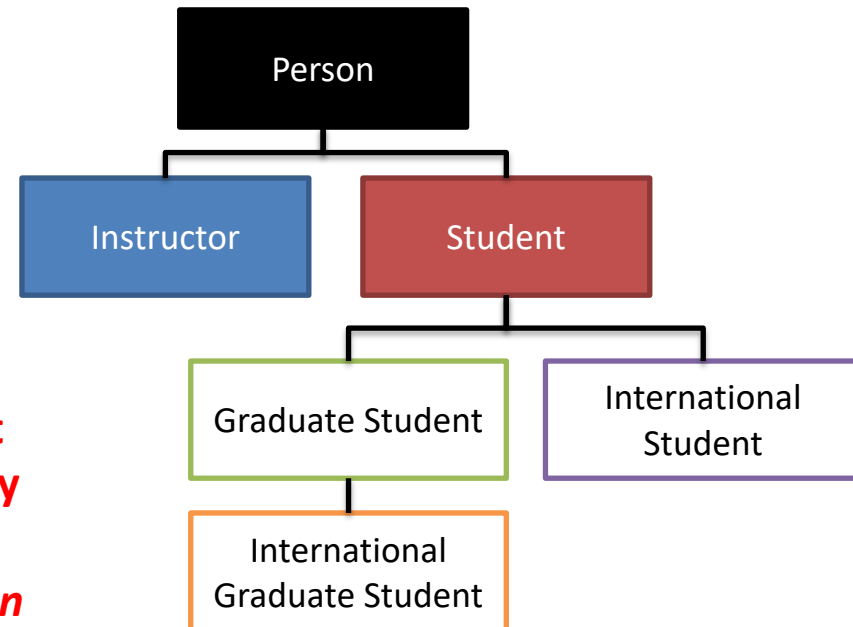 Person
Instructor
Student
Graduate Student
International
Student
International
Graduate Student